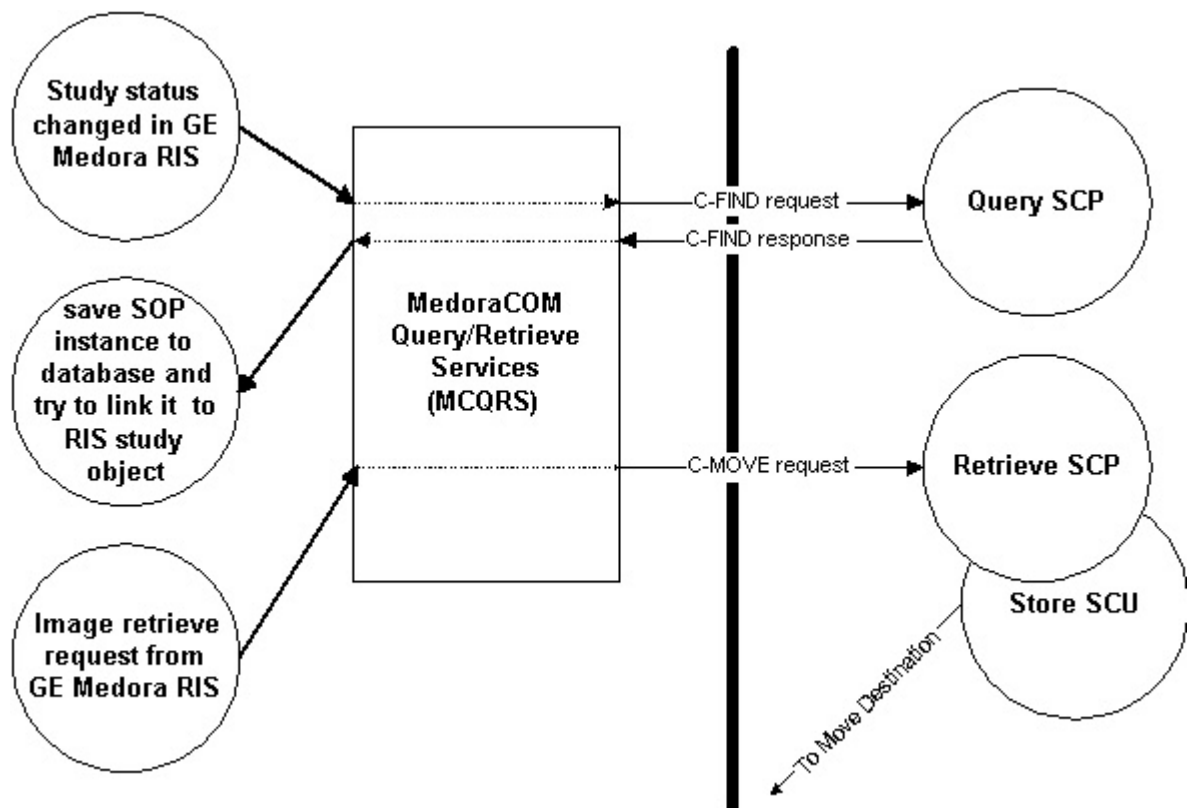 Study status
changed in GE
Medora RIS
C-FIND request
Query SCP
C-FIND response
save SOP
instance to
database and
try to link it to
RIS study
object
MedoraCOM
Query/Retrieve
Services
(MCQRS)
C-MOVE request
Retrieve SCP
Store SCU
Image retrieve
request from
GE Medora RIS
To Move Destination